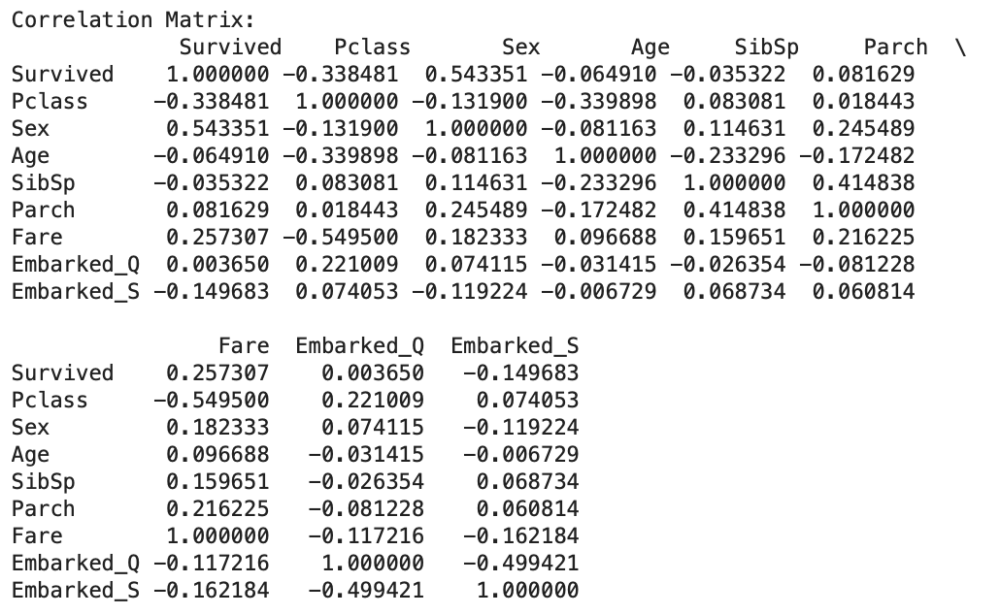 Correlation Matrix:
             Survived    Pclass       Sex       Age     SibSp     Parch  \
Survived    1.000000 -0.338481  0.543351 -0.064910 -0.035322  0.081629
Pclass     -0.338481  1.000000 -0.131900 -0.339898  0.083081  0.018443
Sex         0.543351 -0.131900  1.000000 -0.081163  0.114631  0.245489
Age        -0.064910 -0.339898 -0.081163  1.000000 -0.233296 -0.172482
SibSp      -0.035322  0.083081  0.114631 -0.233296  1.000000  0.414838
Parch       0.081629  0.018443  0.245489 -0.172482  0.414838  1.000000
Fare        0.257307 -0.549500  0.182333  0.096688  0.159651  0.216225
Embarked_Q  0.003650  0.221009  0.074115 -0.031415 -0.026354 -0.081228
Embarked_S -0.149683  0.074053 -0.119224 -0.006729  0.068734  0.060814
                Fare  Embarked_Q  Embarked_S
Survived    0.257307    0.003650   -0.149683
Pclass     -0.549500    0.221009    0.074053
Sex         0.182333    0.074115   -0.119224
Age         0.096688   -0.031415   -0.006729
SibSp       0.159651   -0.026354    0.068734
Parch       0.216225   -0.081228    0.060814
Fare        1.000000   -0.117216   -0.162184
Embarked_Q -0.117216    1.000000   -0.499421
Embarked_S -0.162184   -0.499421    1.000000